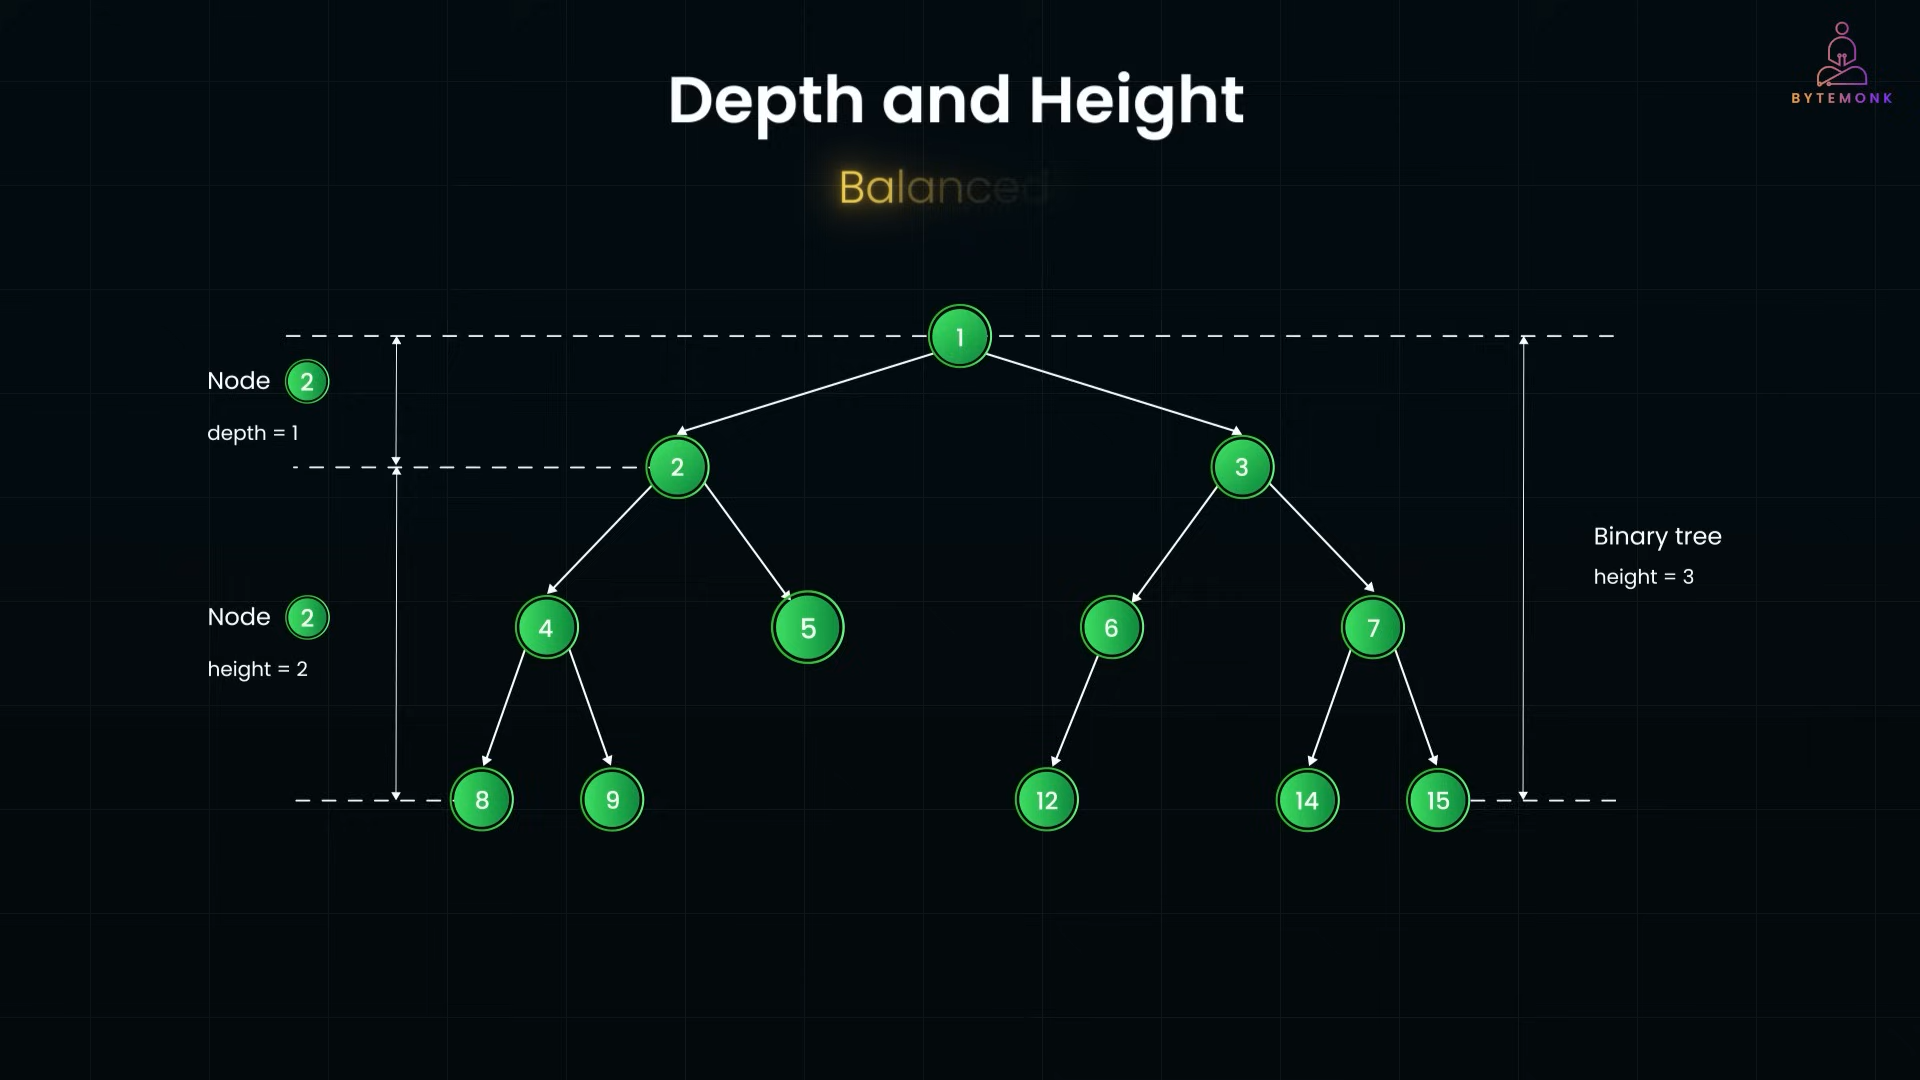 BYTEMONK
Depth and Height
Balanced
1
Node 2
depth = 1
2
3
Binary tree
height = 3
Node 2
height = 2
4
5
6
7
8
9
12
14
15